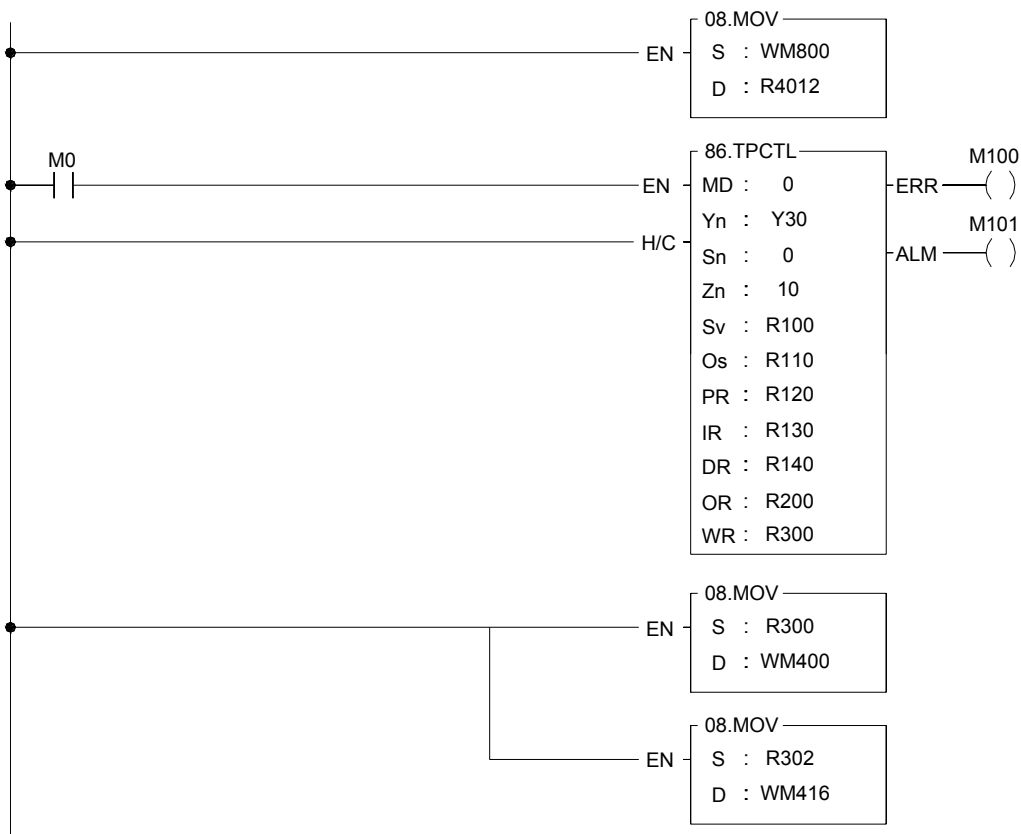 08.MOV
EN S : WM800
D : R4012
M0
86.TPCTL
M100
EN MD : 0 ERR ( )
Yn : Y30
M101
H/C Sn : 0 ALM ( )
Zn : 10
Sv : R100
Os : R110
PR : R120
IR : R130
DR : R140
OR : R200
WR : R300
08.MOV
EN S : R300
D : WM400
08.MOV
EN S : R302
D : WM416